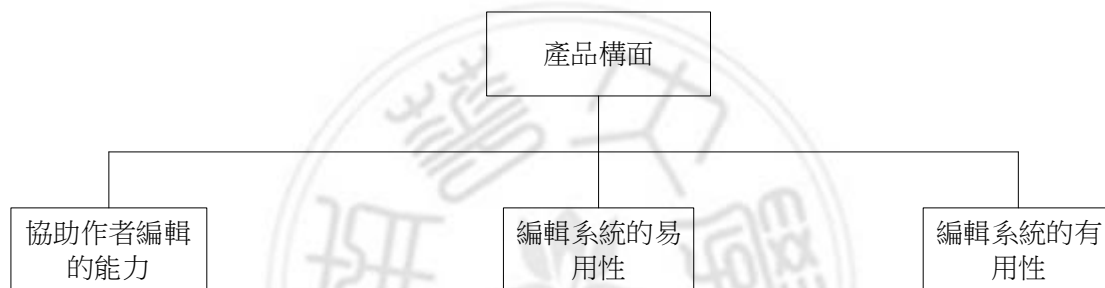 產品構面
協助作者編輯
的能力
編輯系統的易
用性
編輯系統的有
用性